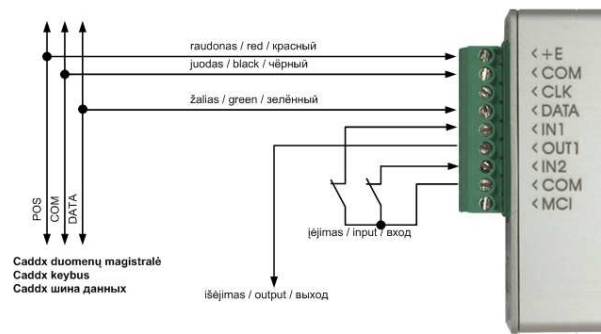 raudonas / red / красный
juodas / black / чёрный
žalias / green / зелённый
< +E
< COM
< CLK
< DATA
< IN1
< OUT1
< IN2
< COM
< MCI
POS
COM
DATA
įėjimas / input / вход
Caddx duomenų magistralė
Caddx keybus
Caddx шина данных
išėjimas / output / выход